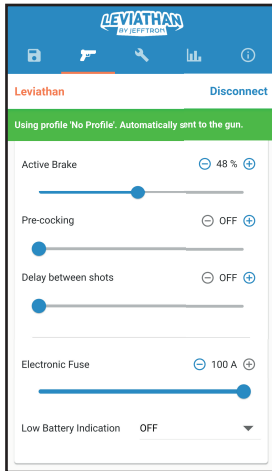 LEVIATHAN
BY JEFFTRON
Leviathan Disconnect
Using profile 'No Profile'. Automatically sent to the gun.
Active Brake 48 %
Pre-cocking OFF
Delay between shots OFF
Electronic Fuse 100 A
Low Battery Indication OFF